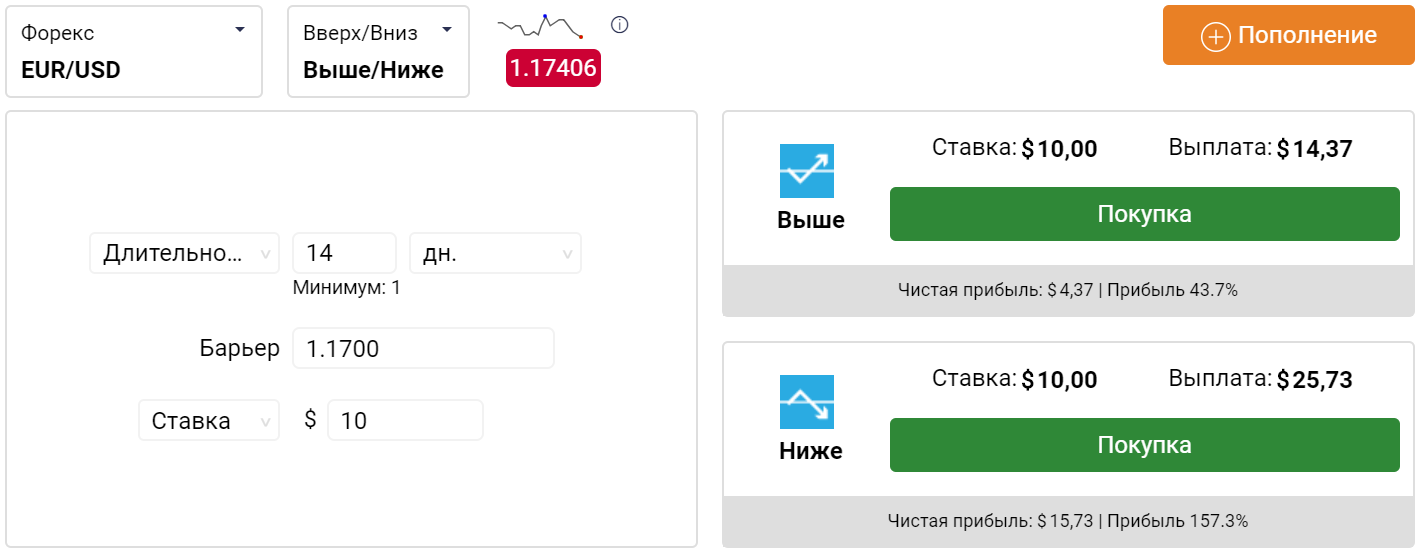 Форекс
EUR/USD
Вверх/Вниз
Выше/Ниже
1.17406
Пополнение
Длительно...
14
дн.
Минимум: 1
Барьер
1.1700
Ставка
$
10
Ставка: $10,00
Выплата: $14,37
Выше
Покупка
Чистая прибыль: $4,37 | Прибыль 43.7%
Ставка: $10,00
Выплата: $25,73
Ниже
Покупка
Чистая прибыль: $15,73 | Прибыль 157.3%